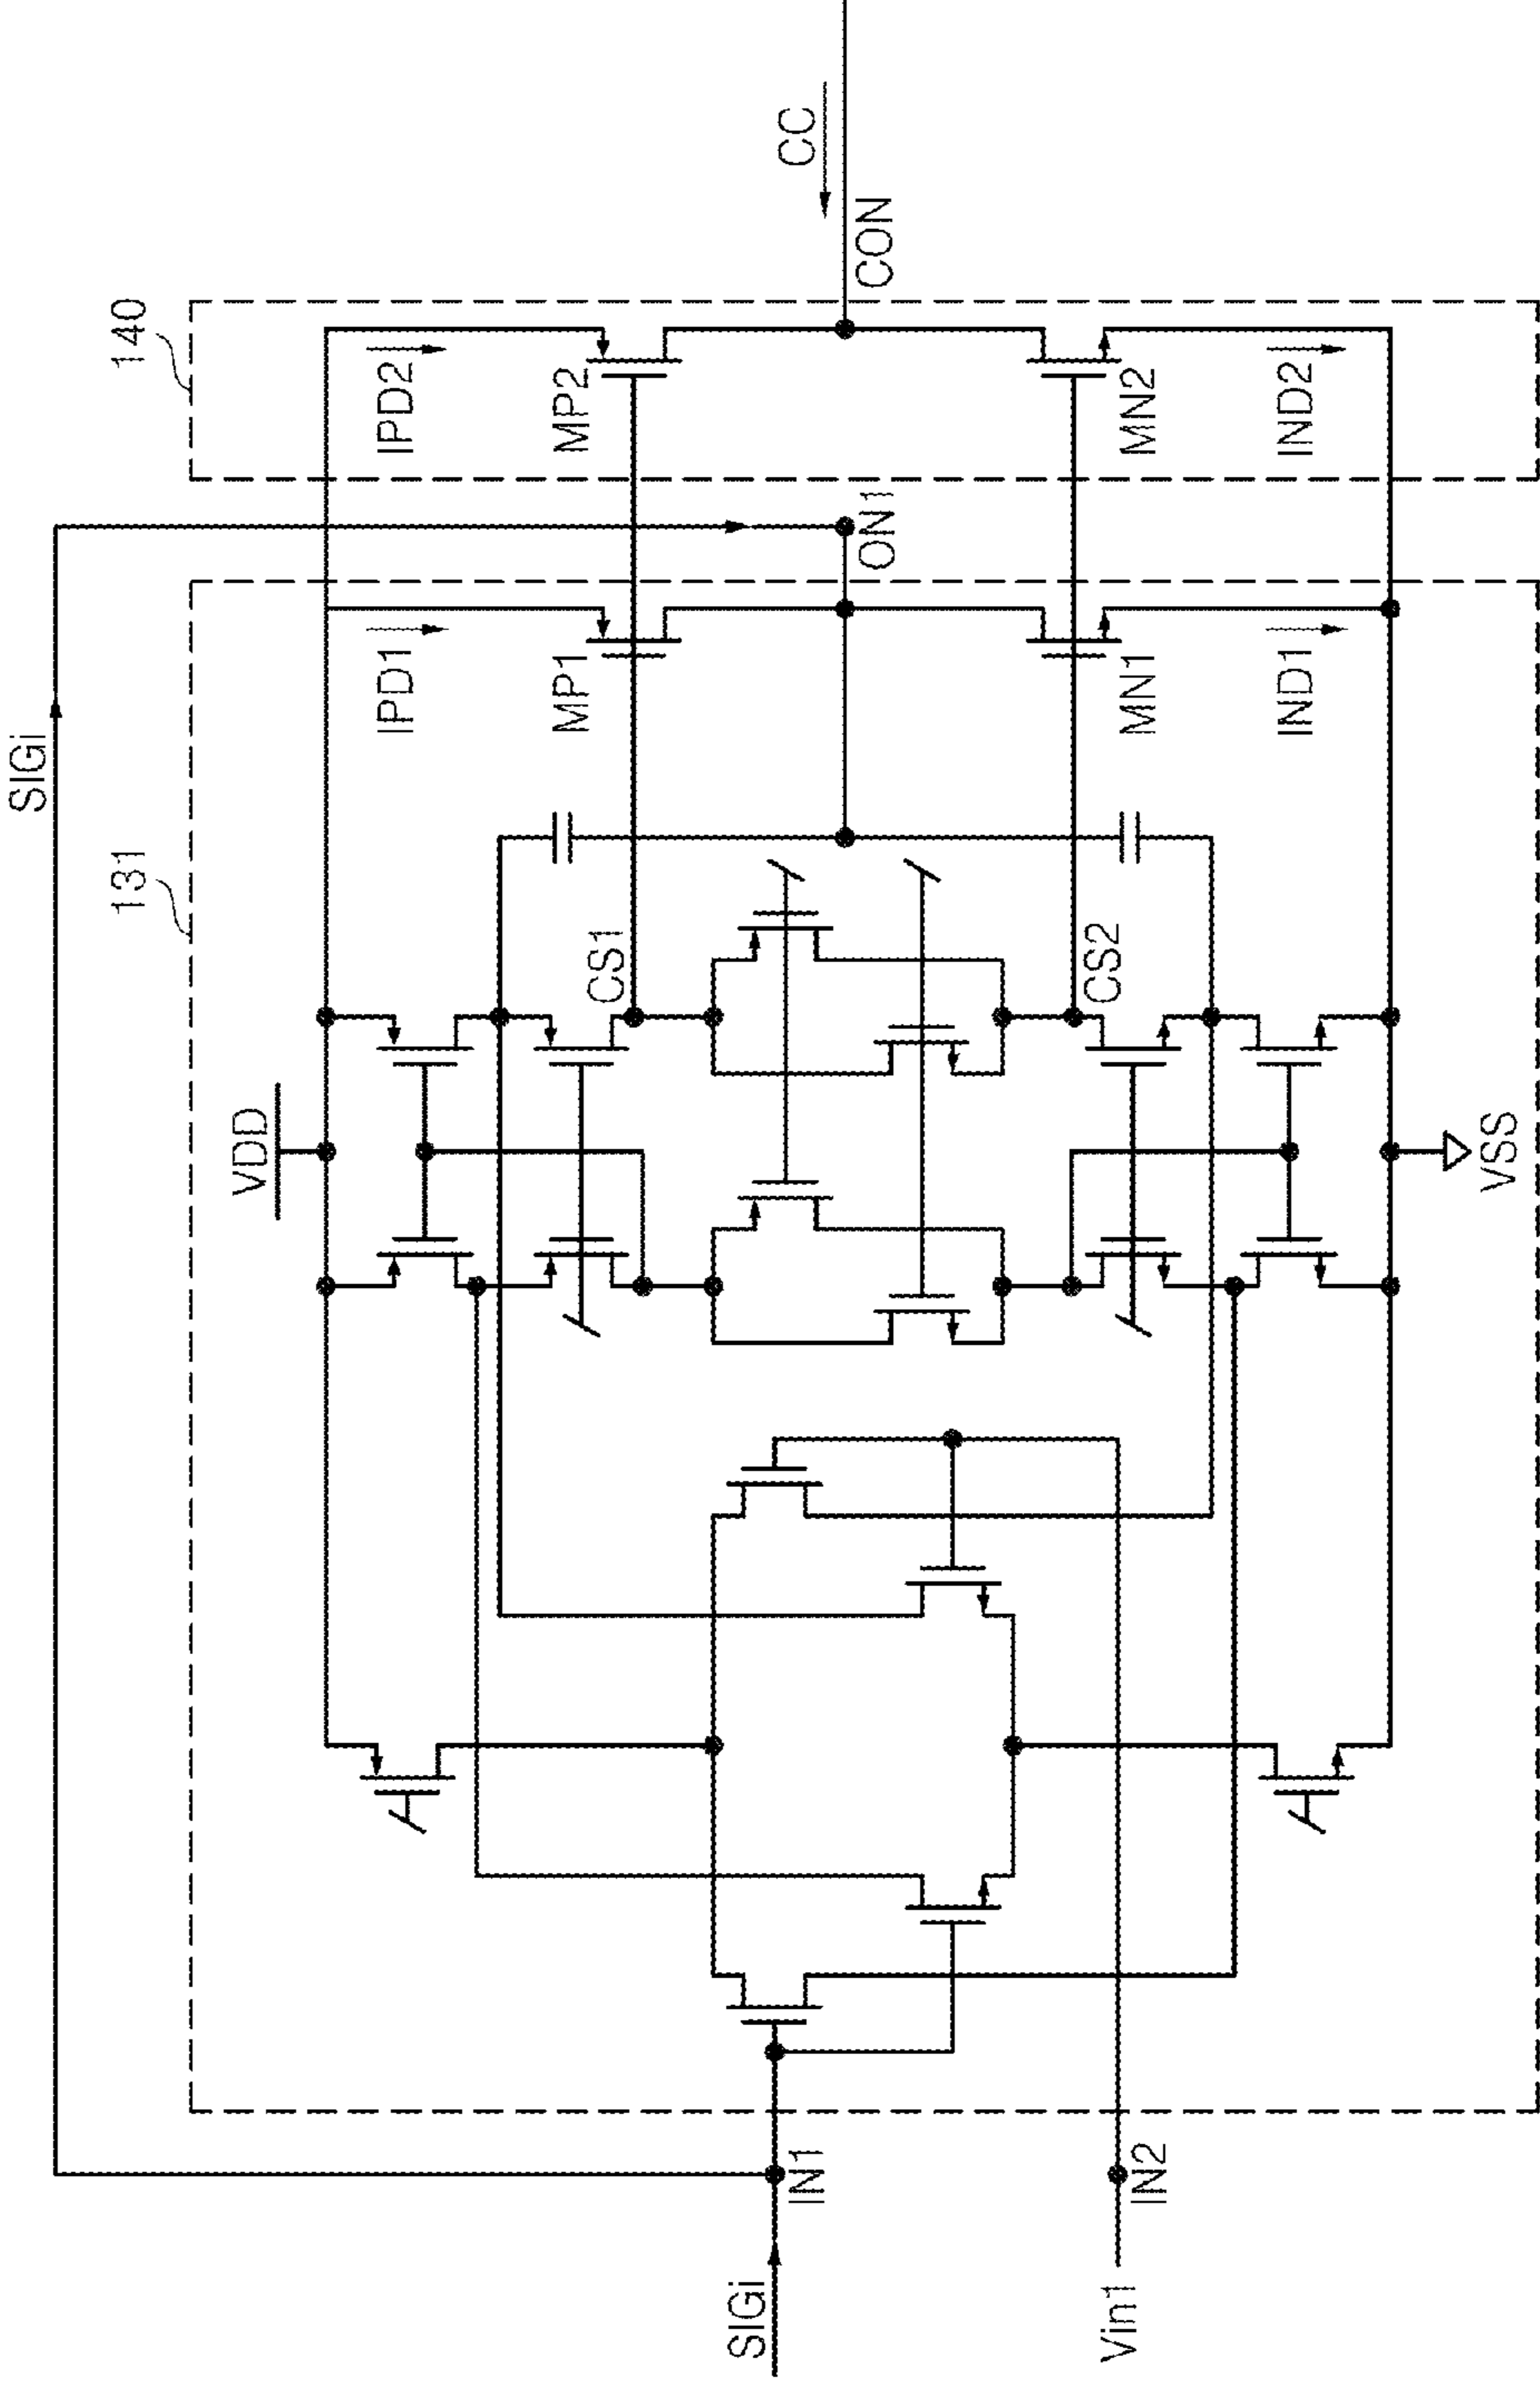 SIGi
131
140
VDD
IPD1
IPD2
MP1
MP2
CS1
CC
ON1
CON
CS2
MN1
MN2
IND1
IND2
VSS
SIGi
IN1
Vin1
IN2